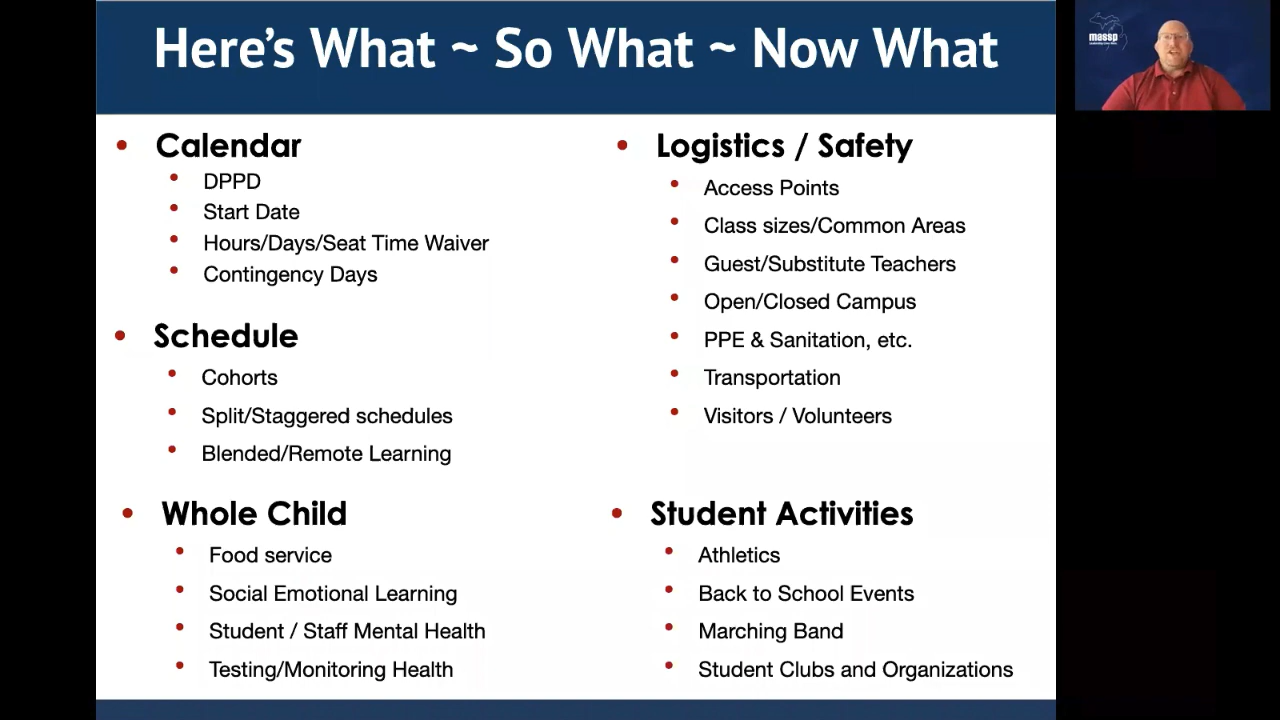 Here's What ~ So What ~ Now What
Calendar
DPPD
Start Date
Hours/Days/Seat Time Waiver
Contingency Days
Schedule
Cohorts
Split/Staggered schedules
Blended/Remote Learning
Whole Child
Food service
Social Emotional Learning
Student / Staff Mental Health
Testing/Monitoring Health
Logistics / Safety
Access Points
Class sizes/Common Areas
Guest/Substitute Teachers
Open/Closed Campus
PPE & Sanitation, etc.
Transportation
Visitors / Volunteers
Student Activities
Athletics
Back to School Events
Marching Band
Student Clubs and Organizations
massp